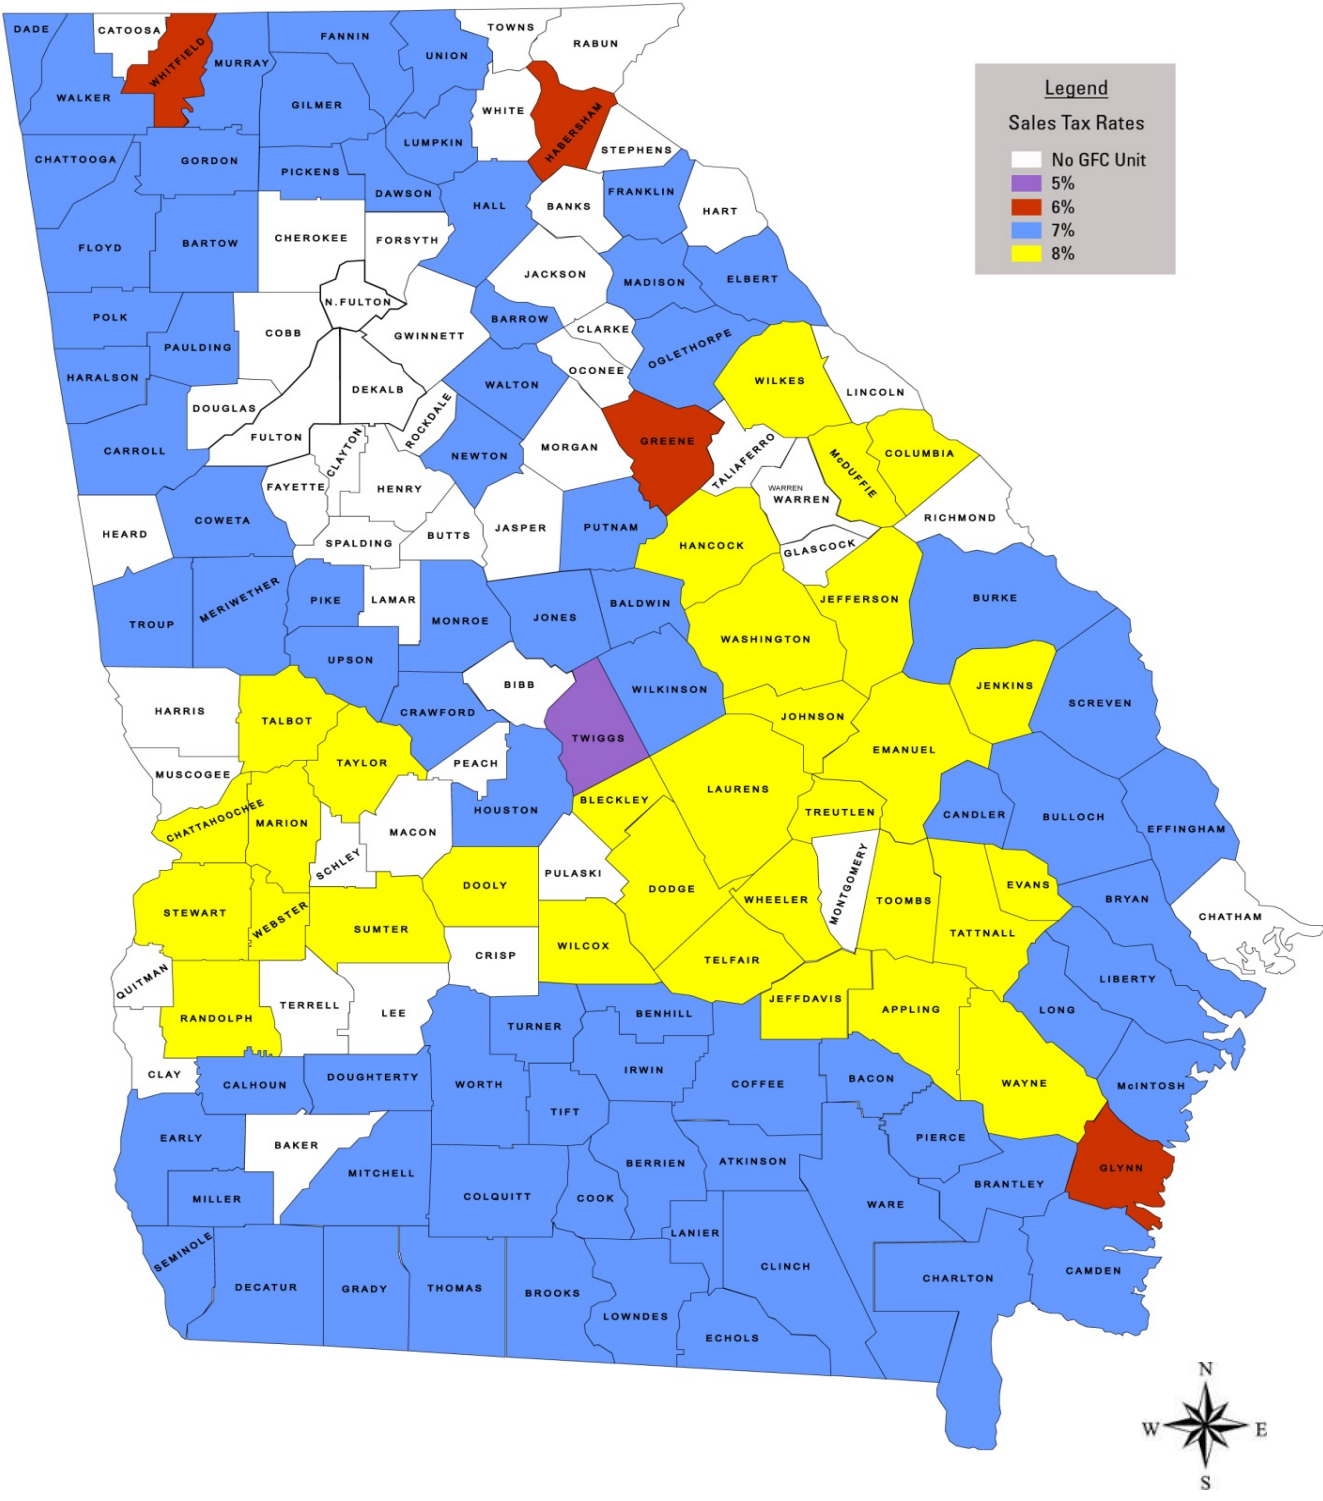 DADE
CATOOSA
WHITFIELD
MURRAY
FANNIN
UNION
TOWNS
RABUN
WALKER
GILMER
WHITE
HABERSHAM
LUMPKIN
STEPHENS
CHATTOOGA
GORDON
PICKENS
DAWSON
HALL
BANKS
FRANKLIN
HART
FLOYD
BARTOW
CHEROKEE
FORSYTH
JACKSON
MADISON
ELBERT
N.FULTON
POLK
PAULDING
COBB
GWINNETT
BARROW
CLARKE
OGLETHORPE
HARALSON
DOUGLAS
DEKALB
WALTON
OCONEE
WILKES
LINCOLN
CARROLL
FULTON
CLAYTON
ROCKDALE
NEWTON
MORGAN
GREENE
TALIAFERRO
McDUFFIE
COLUMBIA
HEARD
COWETA
FAYETTE
HENRY
WARREN
WARREN
RICHMOND
SPALDING
BUTTS
JASPER
PUTNAM
HANCOCK
GLASCOCK
TROUP
MERIWETHER
PIKE
LAMAR
MONROE
JONES
BALDWIN
WASHINGTON
JEFFERSON
BURKE
UPSON
BIBB
WILKINSON
JENKINS
SCREVEN
HARRIS
TALBOT
CRAWFORD
TWIGGS
JOHNSON
EMANUEL
MUSCOGEE
TAYLOR
PEACH
CHATTAHOOCHEE
MARION
SCHLEY
MACON
HOUSTON
BLECKLEY
LAURENS
TREUTLEN
CANDLER
BULLOCH
EFFINGHAM
STEWART
WEBSTER
SUMTER
DOOLY
PULASKI
DODGE
WHEELER
MONTGOMERY
TOOMBS
TATTNALL
EVANS
BRYAN
CHATHAM
QUITMAN
RANDOLPH
TERRELL
LEE
CRISP
WILCOX
TELFAIR
JEFFDAVIS
APPLING
LONG
LIBERTY
CLAY
CALHOUN
DOUGHTERTY
WORTH
TURNER
BENHILL
IRWIN
COFFEE
BACON
WAYNE
McINTOSH
EARLY
BAKER
MITCHELL
TIFT
BERRIEN
ATKINSON
PIERCE
BRANTLEY
GLYNN
MILLER
COLQUITT
COOK
LANIER
WARE
SEMINOLE
DECATUR
GRADY
THOMAS
BROOKS
LOWNDES
ECHOLS
CLINCH
CHARLTON
CAMDEN
Legend
Sales Tax Rates
No GFC Unit
5%
6%
7%
8%
N
W
E
S